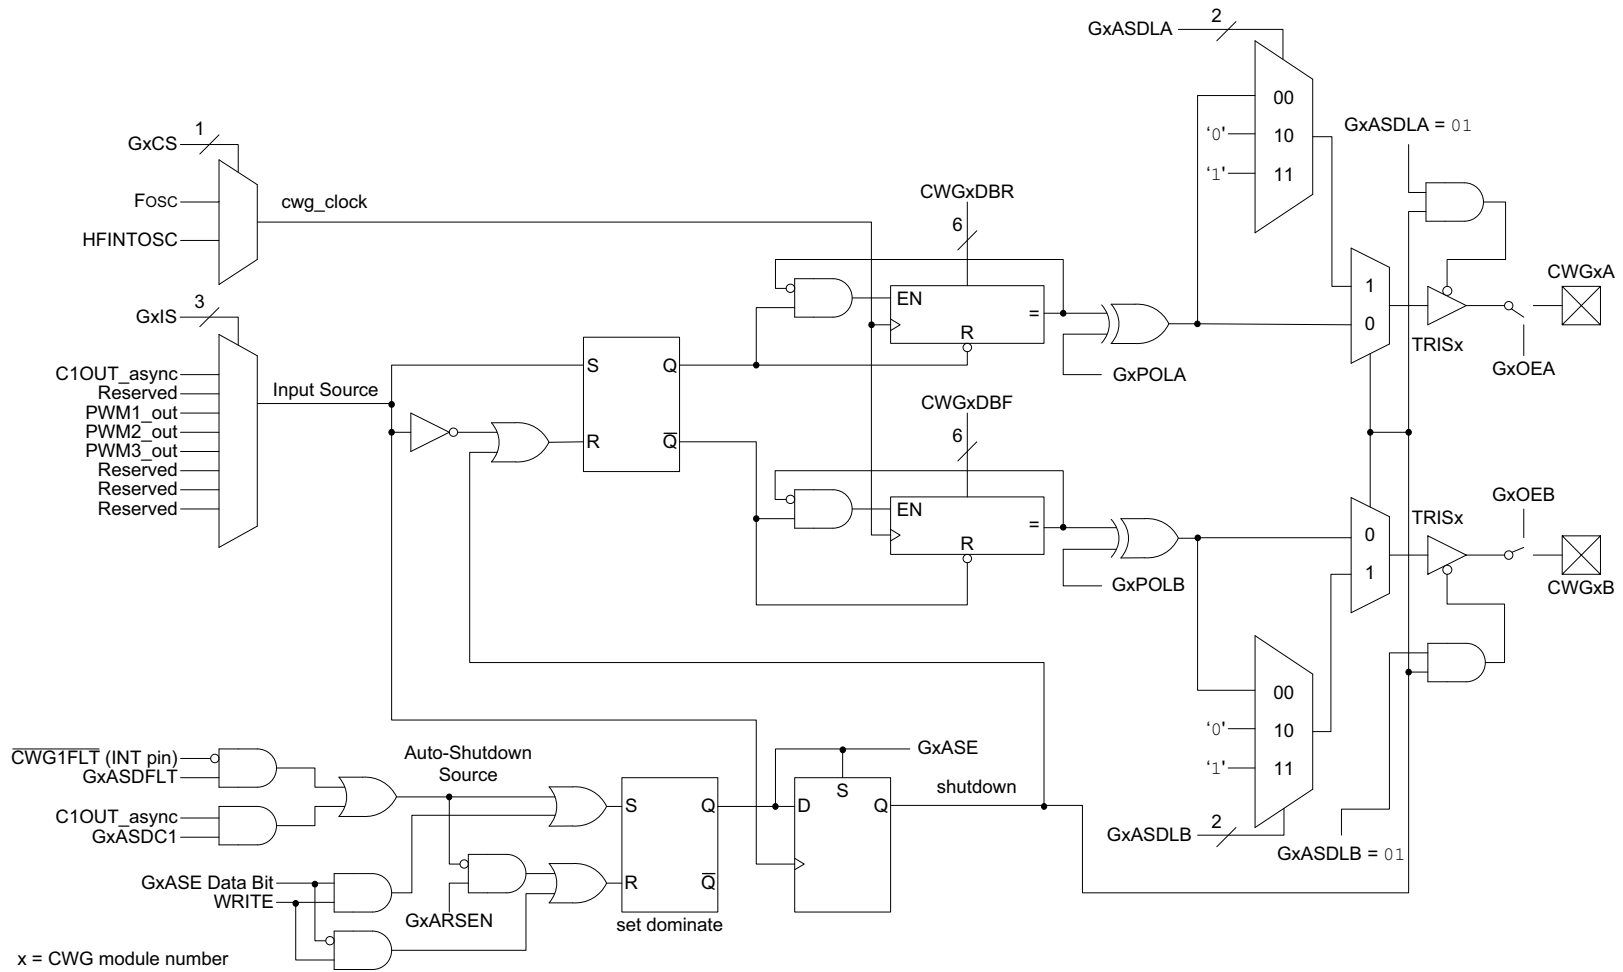 GxASDLA
2
00
‘0’
10
‘1’
11
GxASDLA = 01
GxCS
1
FOSC
HFINTOSC
cwg_clock
GxIS
3
C1OUT_async
Reserved
PWM1_out
PWM2_out
PWM3_out
Reserved
Reserved
Reserved
Input Source
S
Q
R
Q
CWGxDBR
6
EN
=
R
GxPOLA
1
0
TRISx
CWGxA
GxOEA
CWGxDBF
6
EN
=
R
GxPOLB
0
1
TRISx
GxOEB
CWGxB
00
‘0’
10
‘1’
11
GxASDLB
2
GxASDLB = 01
CWG1FLT (INT pin)
GxASDFLT
C1OUT_async
GxASDC1
Auto-Shutdown
Source
GxASE Data Bit
WRITE
GxARSEN
S
Q
R
Q
set dominate
GxASE
S
D
Q
shutdown
x = CWG module number